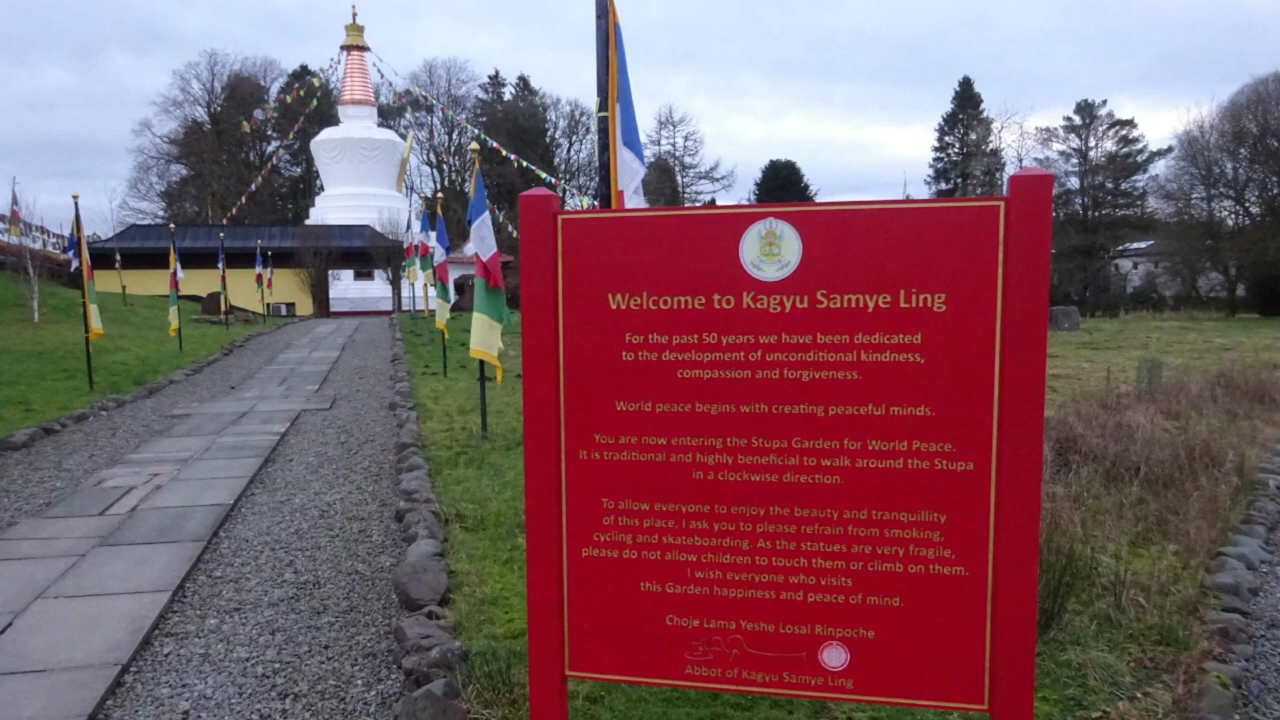 Welcome to Kagyu Samye Ling
For the past 50 years we have been dedicated
to the development of unconditional kindness,
compassion and forgiveness.
World peace begins with creating peaceful minds.
You are now entering the Stupa Garden for World Peace.
It is traditional and highly beneficial to walk around the Stupa
in a clockwise direction.
To allow everyone to enjoy the beauty and tranquillity
of this place, I ask you to please refrain from smoking,
cycling and skateboarding. As the statues are very fragile,
please do not allow children to touch them or climb on them.
I wish everyone who visits
this Garden happiness and peace of mind.
Choje Lama Yeshe Losal Rinpoche
Abbot of Kagyu Samye Ling